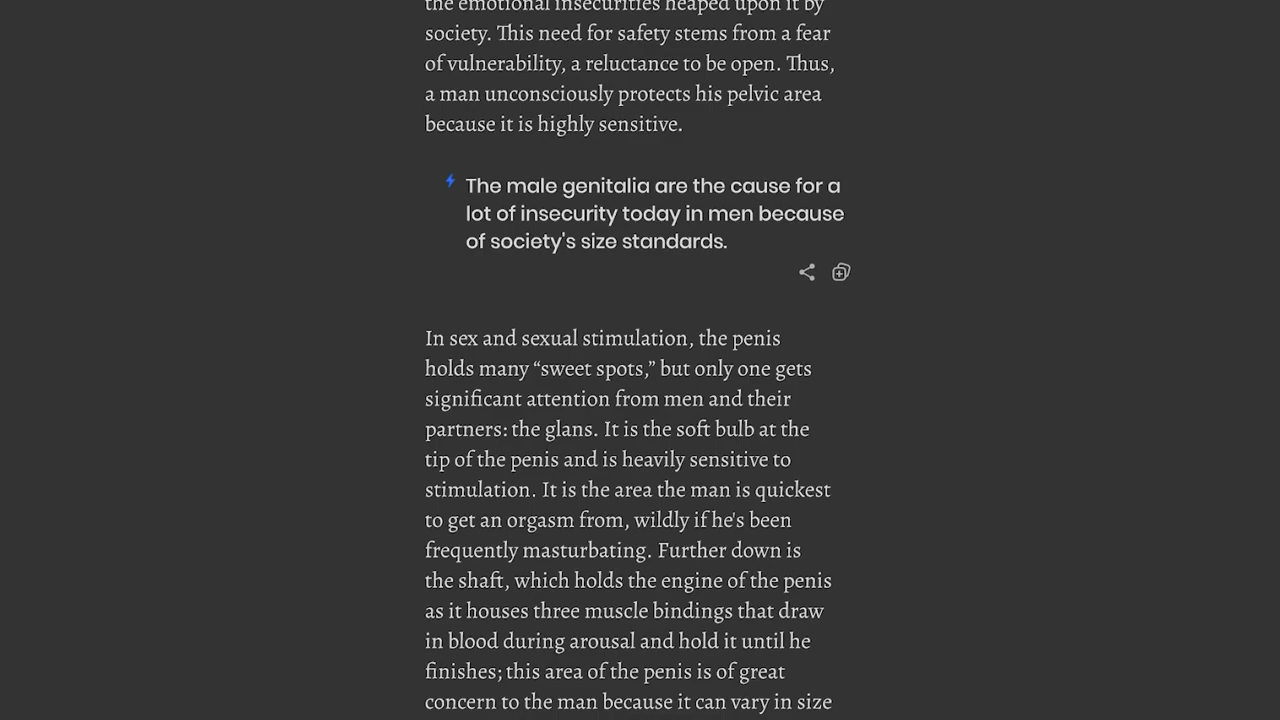 the emotional insecurities heaped upon it by
society. This need for safety stems from a fear
of vulnerability, a reluctance to be open. Thus,
a man unconsciously protects his pelvic area
because it is highly sensitive.
The male genitalia are the cause for a
lot of insecurity today in men because
of society's size standards.
In sex and sexual stimulation, the penis
holds many “sweet spots,” but only one gets
significant attention from men and their
partners: the glans. It is the soft bulb at the
tip of the penis and is heavily sensitive to
stimulation. It is the area the man is quickest
to get an orgasm from, wildly if he's been
frequently masturbating. Further down is
the shaft, which holds the engine of the penis
as it houses three muscle bindings that draw
in blood during arousal and hold it until he
finishes; this area of the penis is of great
concern to the man because it can vary in size